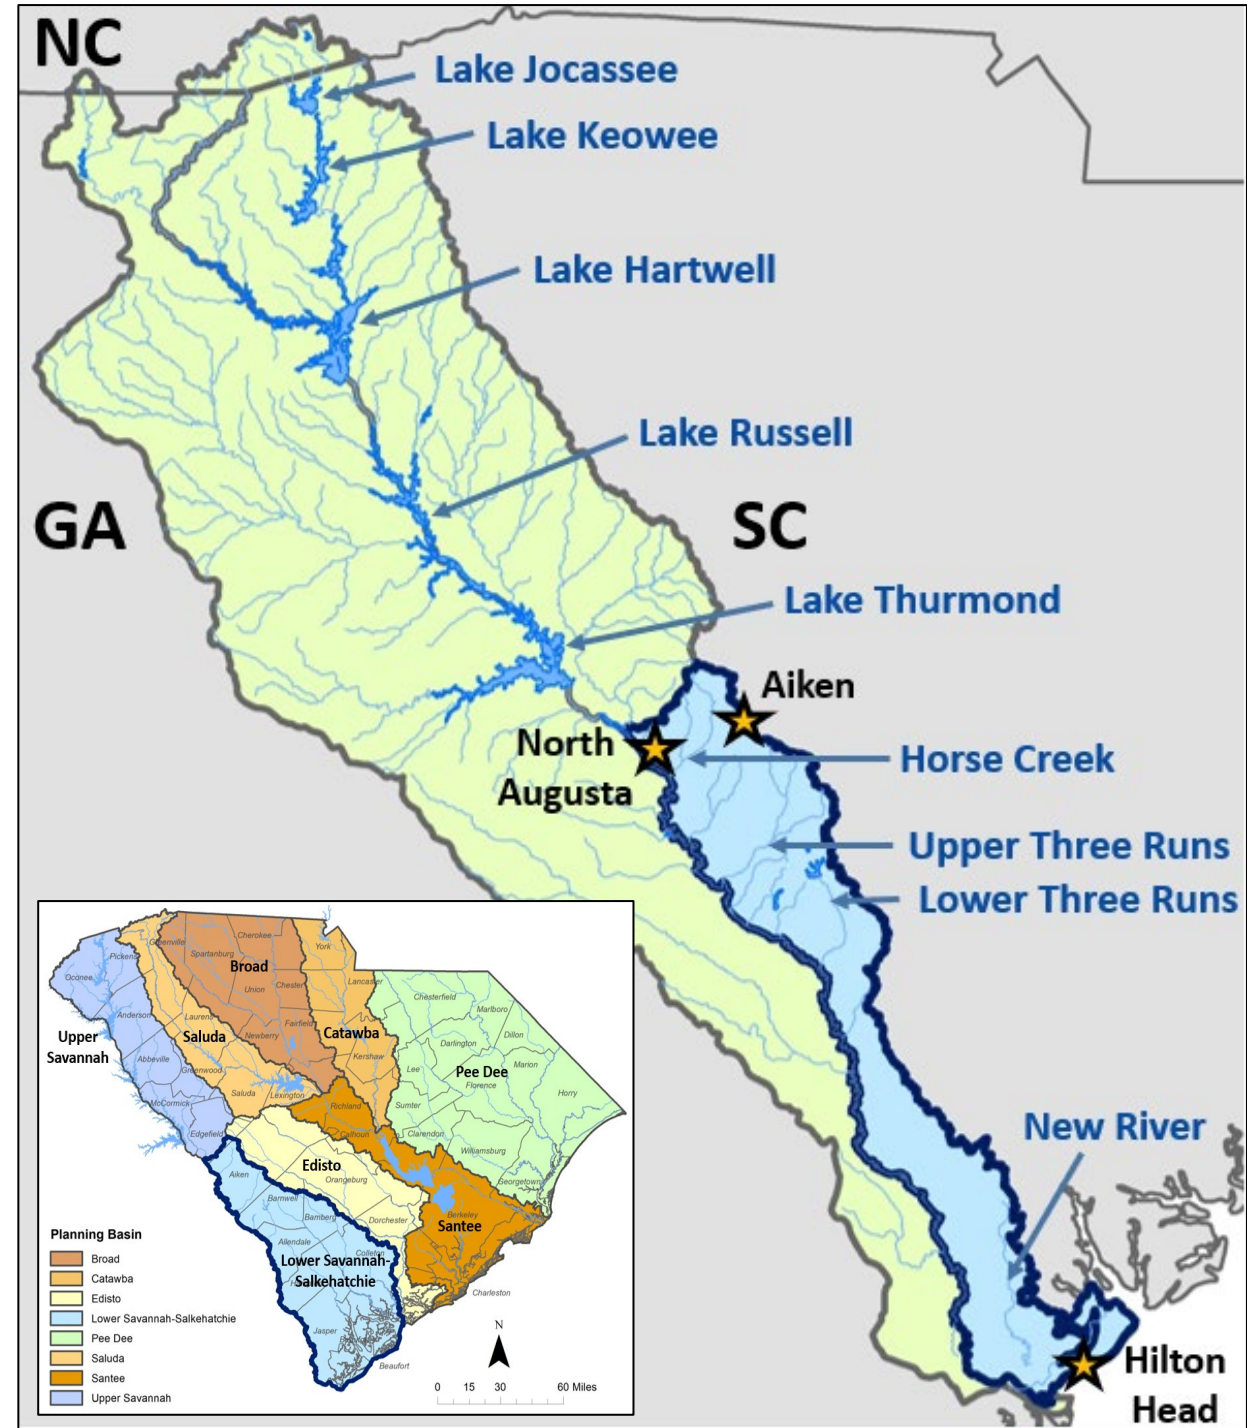 NC
Lake Jocassee
Lake Keowee
Lake Hartwell
Lake Russell
GA
SC
Lake Thurmond
Aiken
North
Augusta
Horse Creek
Upper Three Runs
Lower Three Runs
New River
Hilton
Head
Greenville
Cherokee
York
Spartanburg
Pickens
Oconee
Broad
Union
Chester
Lancaster
Chesterfield
Marlboro
Anderson
Laurens
Fairfield
Dillon
Upper
Savannah
Saluda
Newberry
Catawba
Darlington
Abbeville
Kershaw
Marion
Greenwood
Lee
Pee Dee
Florence
Horry
McCormick
Saluda
Lexington
Richland
Sumter
Edgefield
Calhoun
Clarendon
Williamsburg
Aiken
Edisto
Orangeburg
Georgetown
Barnwell
Bamberg
Dorchester
Berkeley
Santee
Allendale
Colleton
Lower Savannah-
Salkehatchie
Charleston
Jasper
Beaufort
Planning Basin
Broad
Catawba
Edisto
Lower Savannah-Salkehatchie
Pee Dee
Saluda
Santee
Upper Savannah
N
0 15 30 60 Miles